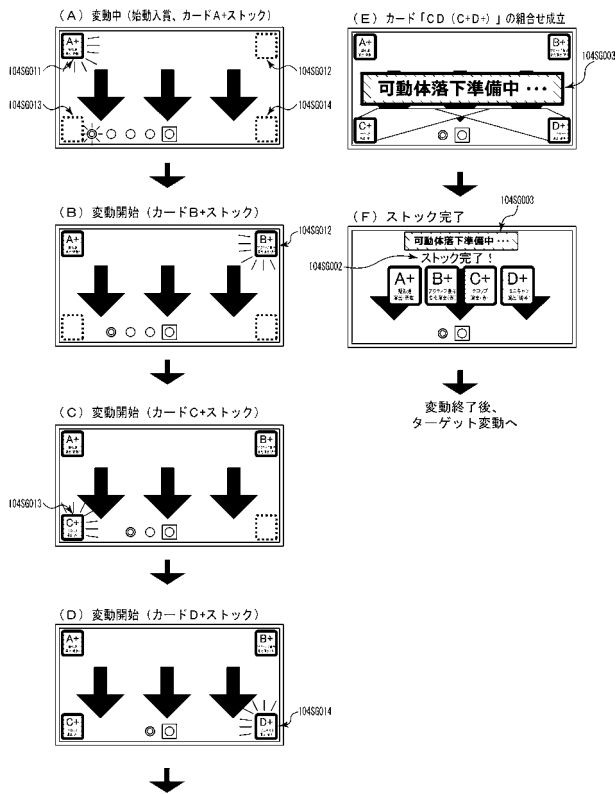 (A) 変動中 (始動入賞、カードA+ストック)
A+
104SG011
104SG012
104SG013
104SG014
(B) 変動開始 (カードB+ストック)
A+
B+
104SG012
(C) 変動開始 (カードC+ストック)
A+
B+
104SG013
C+
(D) 変動開始 (カードD+ストック)
A+
B+
C+
D+
104SG014
(E) カード「CD (C+D+)」の組合せ成立
A+
B+
104SG003
可動体落下準備中 ・・・
C+
D+
(F) ストック完了
104SG003
可動体落下準備中 ・・・
104SG002
ストック完了!
A+
B+
C+
D+
変動終了後、
ターゲット変動へ